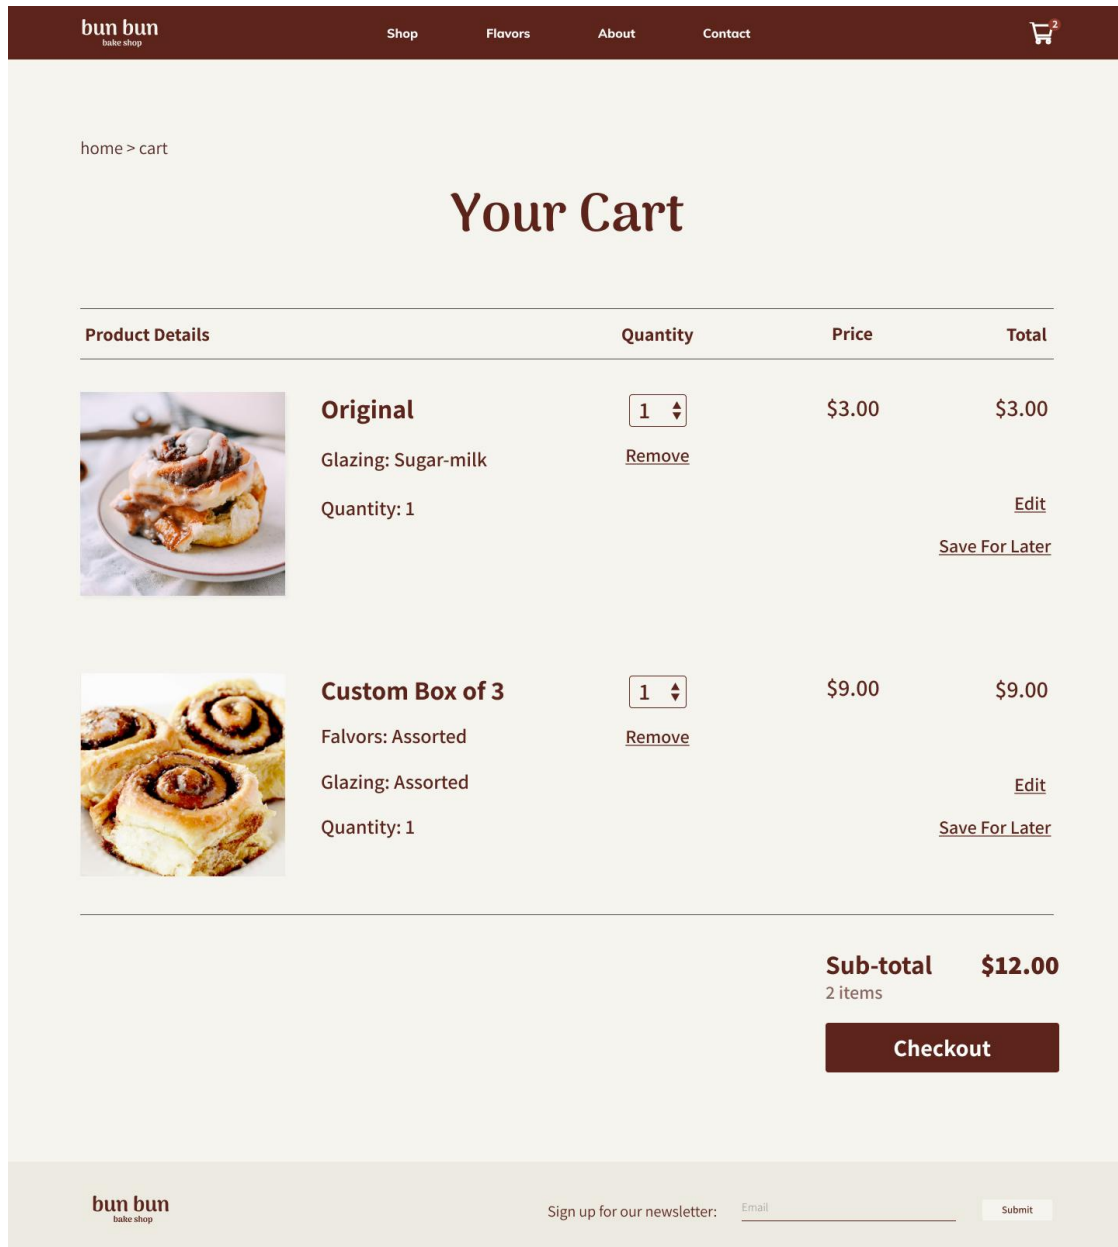 bun bun
bake shop
Shop Flavors About Contact
2
home > cart
Your Cart
Product Details Quantity Price Total
Original 1 $3.00 $3.00
Glazing: Sugar-milk Remove
Quantity: 1 Edit
Save For Later
Custom Box of 3 1 $9.00 $9.00
Falvors: Assorted Remove
Glazing: Assorted Edit
Quantity: 1 Save For Later
Sub-total $12.00
2 items
Checkout
bun bun
bake shop
Sign up for our newsletter: Email Submit